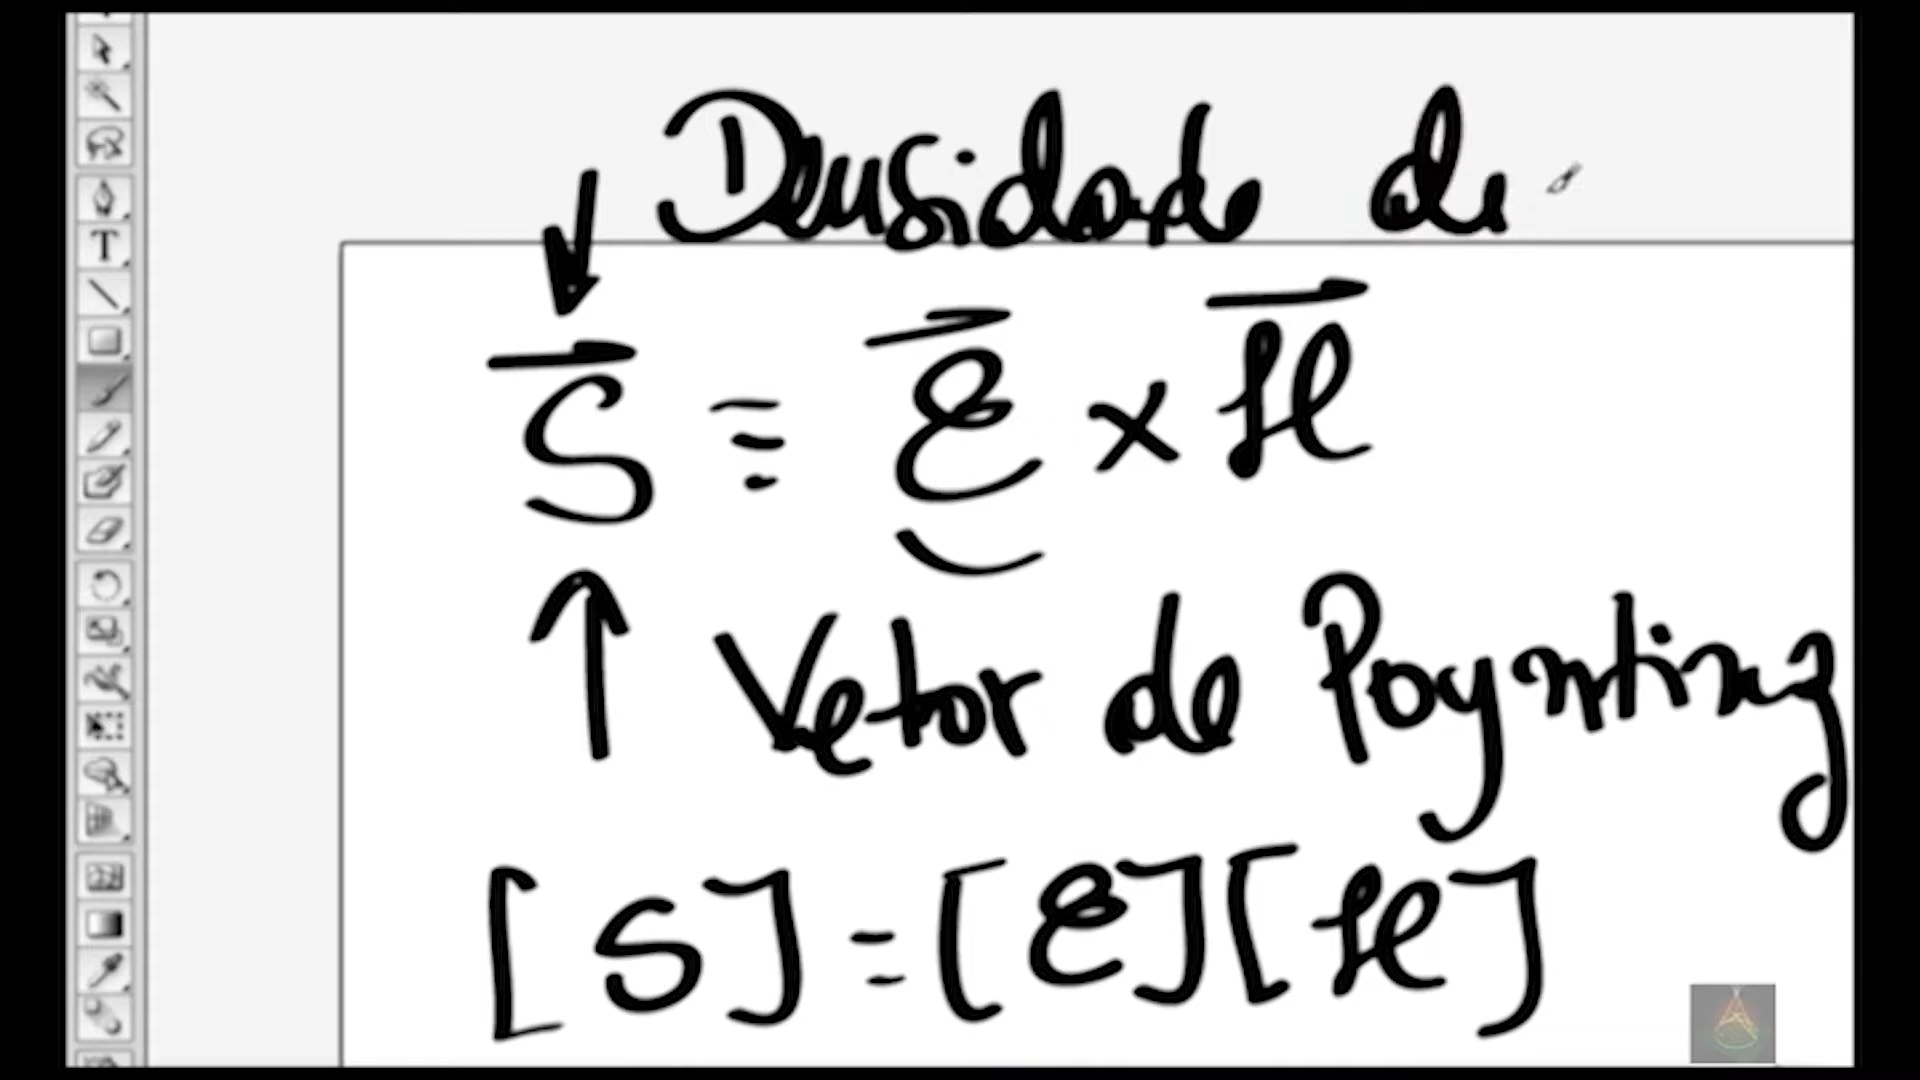 Densidade de
S⃗ ≡ ℰ⃗ × ℋ⃗
Vetor de Poynting
[S] = [ℰ][ℋ]